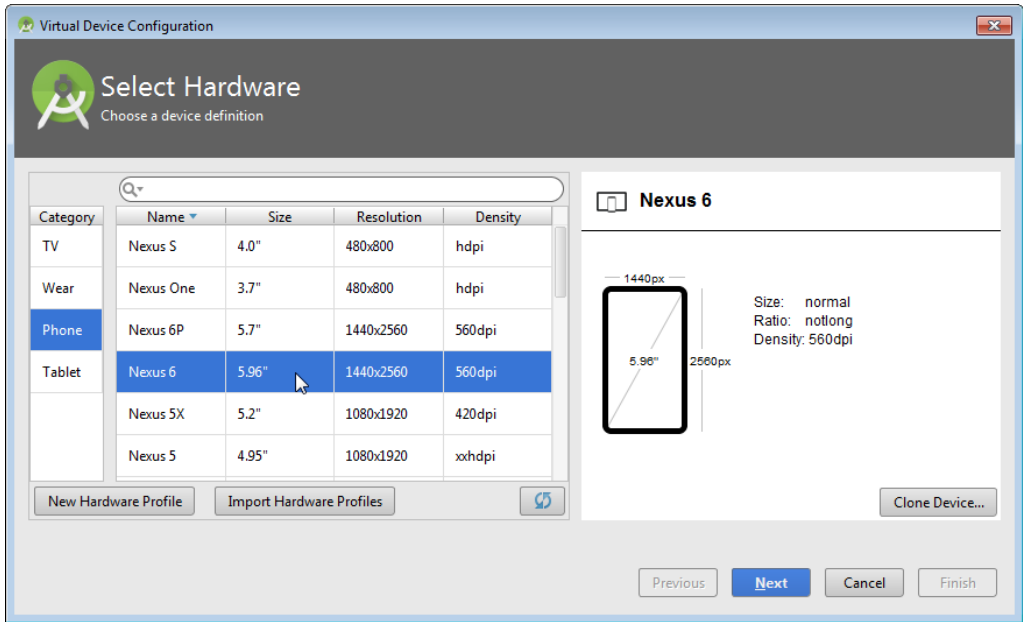 Virtual Device Configuration
Select Hardware
Choose a device definition
Category Name Size Resolution Density
TV Nexus S 4.0" 480x800 hdpi
Wear Nexus One 3.7" 480x800 hdpi
Phone Nexus 6P 5.7" 1440x2560 560dpi
Tablet Nexus 6 5.96" 1440x2560 560dpi
Nexus 5X 5.2" 1080x1920 420dpi
Nexus 5 4.95" 1080x1920 xxhdpi
New Hardware Profile Import Hardware Profiles
Nexus 6
1440px
Size: normal
Ratio: notlong
Density: 560dpi
5.96" 2560px
Clone Device...
Previous Next Cancel Finish